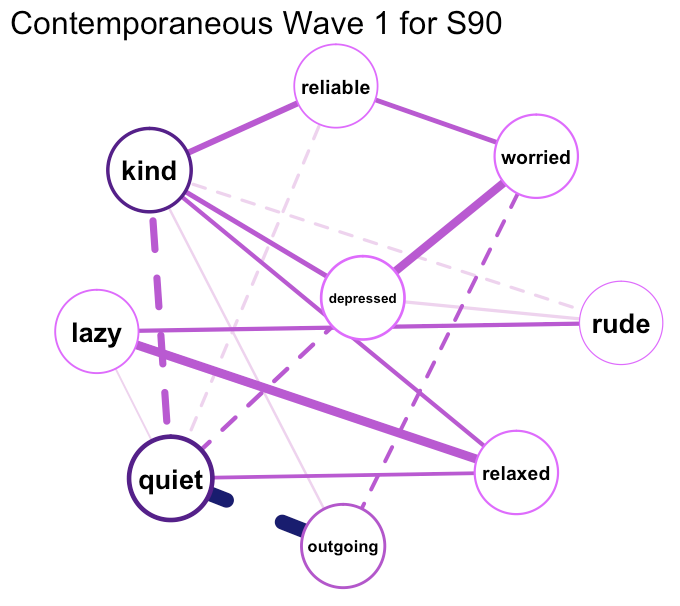 Contemporaneous Wave 1 for S90
reliable
worried
kind
depressed
rude
lazy
relaxed
quiet
outgoing